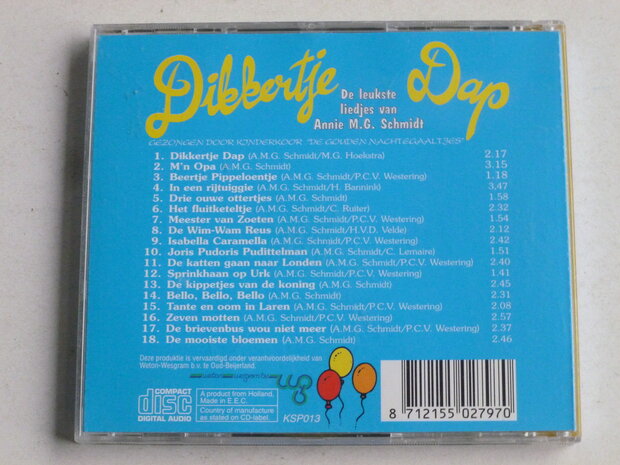 Dikkertje Dap
De leukste
liedjes van
Annie M.G. Schmidt
GEZONGEN DOOR KINDERKOOR "DE GOUDEN NACHTEGAALTJES"
1. Dikkertje Dap (A.M.G. Schmidt/M.G. Hoekstra) 2.17
2. M'n Opa (A.M.G. Schmidt) 3.15
3. Beertje Pippeloentje (A.M.G. Schmidt/P.C.V. Westering) 1.18
4. In een rijtuiggie (A.M.G. Schmidt/H. Bannink) 3.47
5. Drie ouwe ottertjes (A.M.G. Schmidt) 1.58
6. Het fluitketeltje (A.M.G. Schmidt/C. Ruiter) 2.32
7. Meester van Zoeten (A.M.G. Schmidt/P.C.V. Westering) 1.54
8. De Wim-Wam Reus (A.M.G. Schmidt/H.V.D. Velde) 2.12
9. Isabella Caramella (A.M.G. Schmidt/P.C.V. Westering) 2.42
10. Joris Pudoris Pudittelman (A.M.G. Schmidt/C. Lemaire) 1.51
11. De katten gaan naar Londen (A.M.G. Schmidt/P.C.V. Westering) 2.40
12. Sprinkhaan op Urk (A.M.G. Schmidt/P.C.V. Westering) 1.41
13. De kippetjes van de koning (A.M.G. Schmidt) 2.45
14. Bello, Bello, Bello (A.M.G. Schmidt) 2.31
15. Tante en oom in Laren (A.M.G. Schmidt/P.C.V. Westering) 2.08
16. Zeven motten (A.M.G. Schmidt/P.C.V. Westering) 2.57
17. De brievenbus wou niet meer (A.M.G. Schmidt/P.C.V. Westering) 2.37
18. De mooiste bloemen (A.M.G. Schmidt) 2.46
Deze produktie is vervaardigd onder verantwoordelijkheid van
Weton-Wesgram b.v. te Oud-Beijerland.
weton-wesgram b.v.
wg
COMPACT
disc
DIGITAL AUDIO
A product from Holland,
Made in E.E.C.
Country of manufacture
as stated on CD-label.
KSP013
8 712155 027970